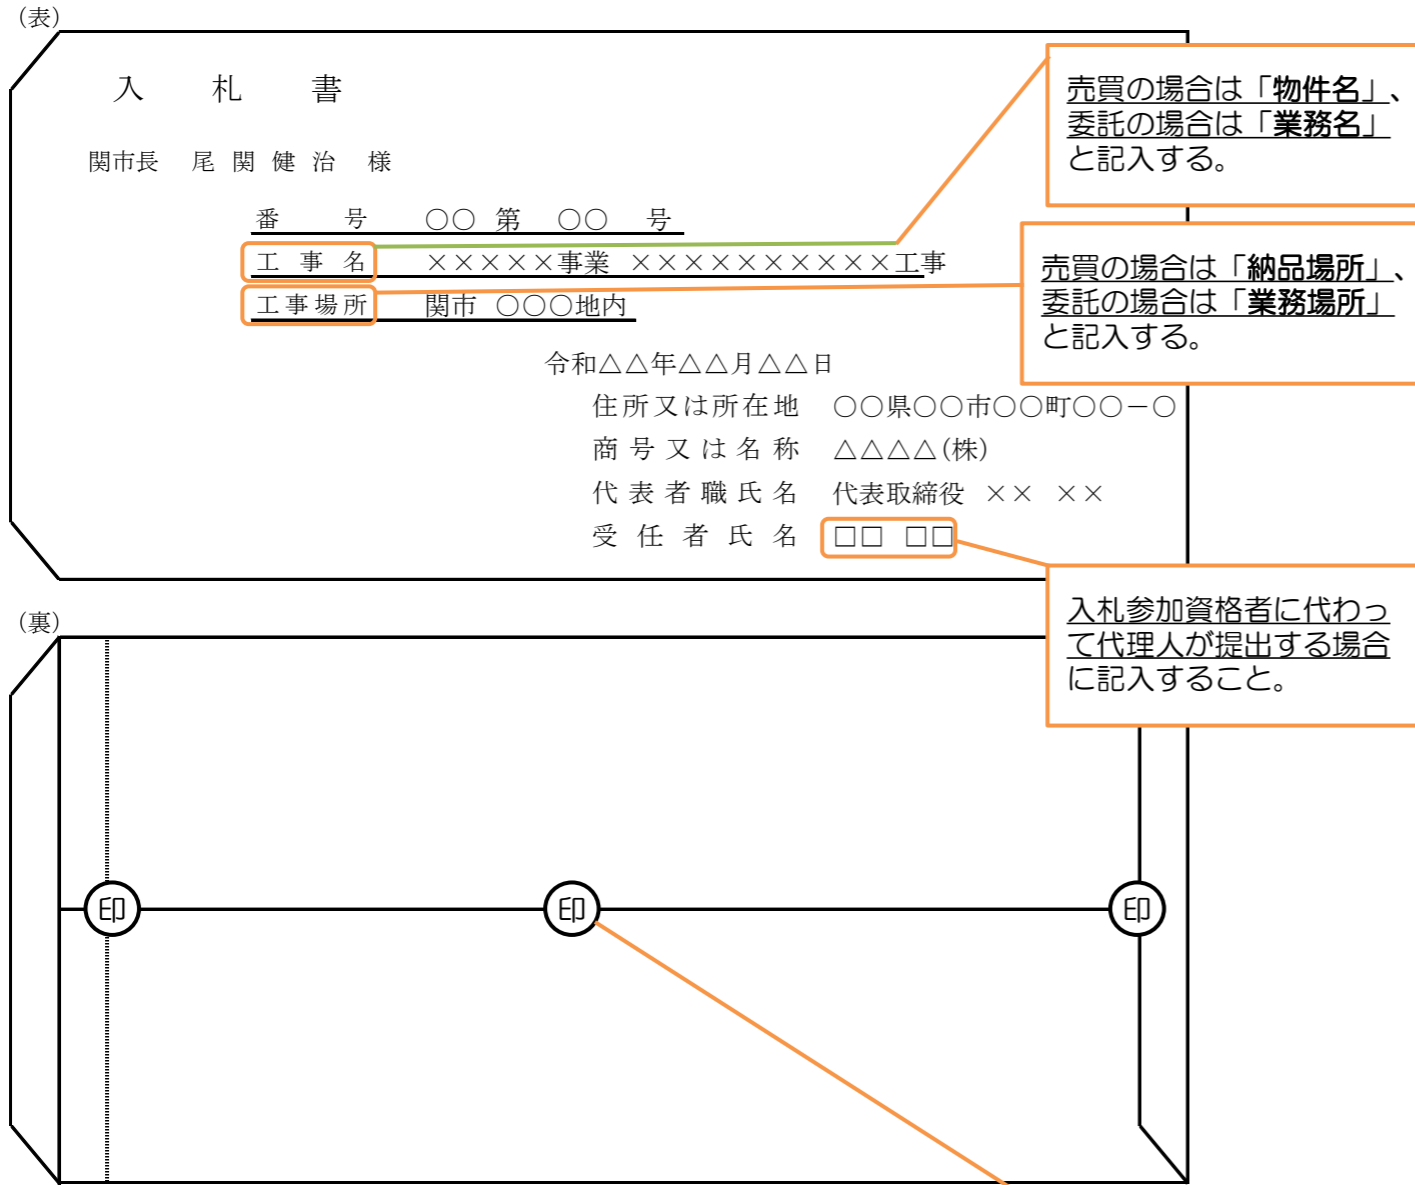 （表）
入　札　書
関市長　尾 関 健 治　様
番　　号　　○○ 第　○○　号
工 事 名　　×××××事業 ××××××××××工事
工事場所　　関市 ○○○地内
令和△△年△△月△△日
住所又は所在地　○○県○○市○○町○○－○
商号又は名称　△△△△(株)
代表者職氏名　代表取締役 ×× ××
受任者氏名　□□ □□
売買の場合は「物件名」、
委託の場合は「業務名」
と記入する。
売買の場合は「納品場所」、
委託の場合は「業務場所」
と記入する。
入札参加資格者に代わっ
て代理人が提出する場合
に記入すること。
（裏）
印
印
印